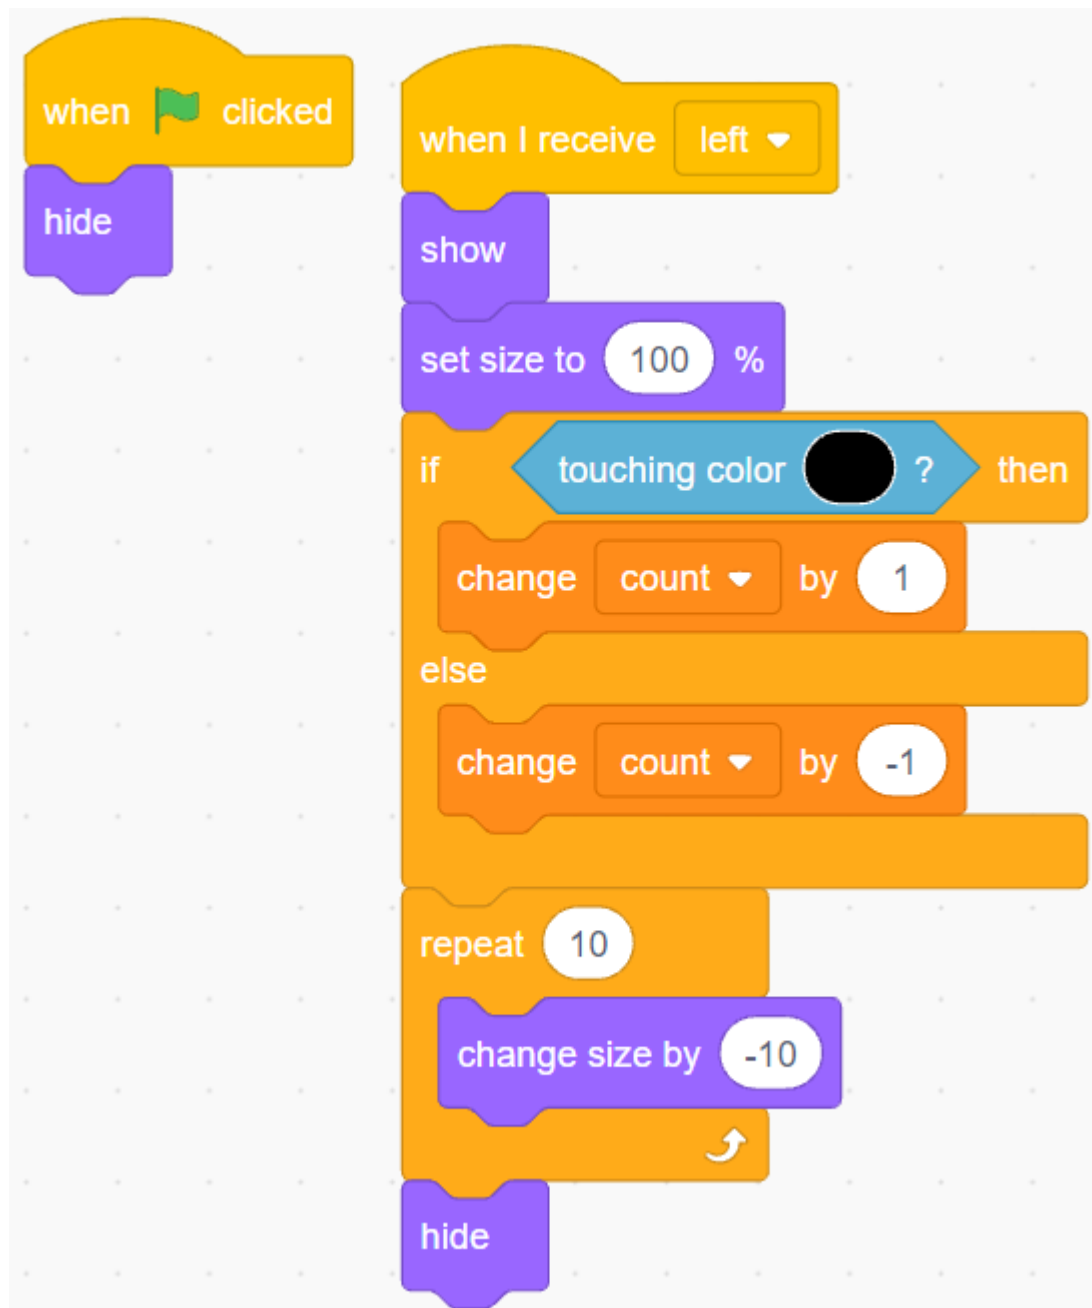 when clicked
hide
when I receive left
show
set size to 100 %
if touching color ? then
change count by 1
else
change count by -1
repeat 10
change size by -10
hide